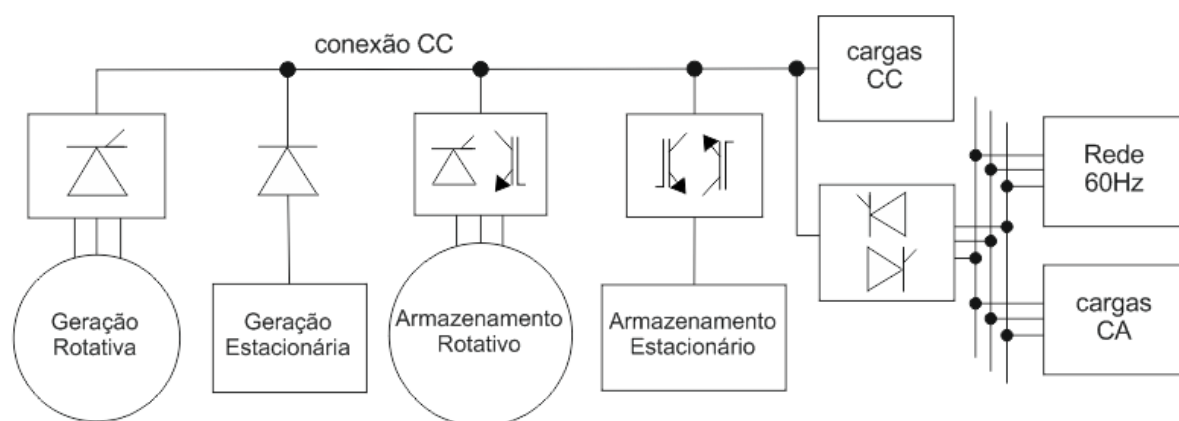 conexão CC
cargas
CC
Rede
60Hz
Geração
Rotativa
Geração
Estacionária
Armazenamento
Rotativo
Armazenamento
Estacionário
cargas
CA